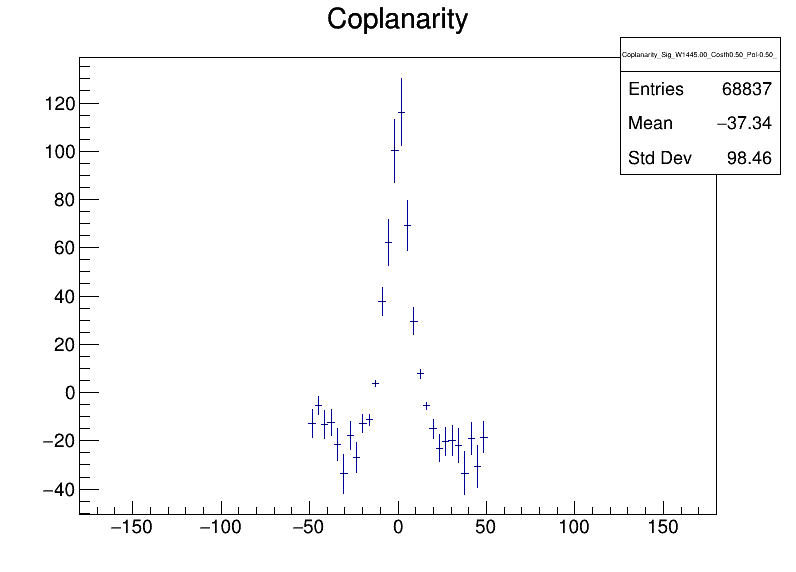 Coplanarity
Coplanarity_Sig_W1445.00_Costh0.50_Pol-0.50_
Entries 68837
Mean −37.34
Std Dev 98.46
120
100
80
60
40
20
0
−20
−40
−150 −100 −50 0 50 100 150